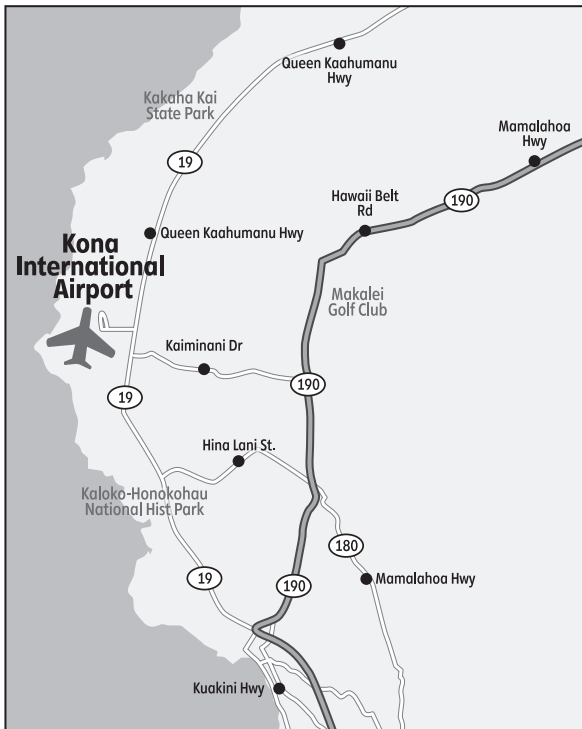 Queen Kaahumanu
Hwy
Kakaha Kai
State Park
Mamalahoa
Hwy
19
Hawaii Belt
Rd
190
Queen Kaahumanu Hwy
Kona
International
Airport
Makalei
Golf Club
Kaiminani Dr
190
19
Hina Lani St.
Kaloko-Honokohau
National Hist Park
180
19
190
Mamalahoa Hwy
Kuakini Hwy